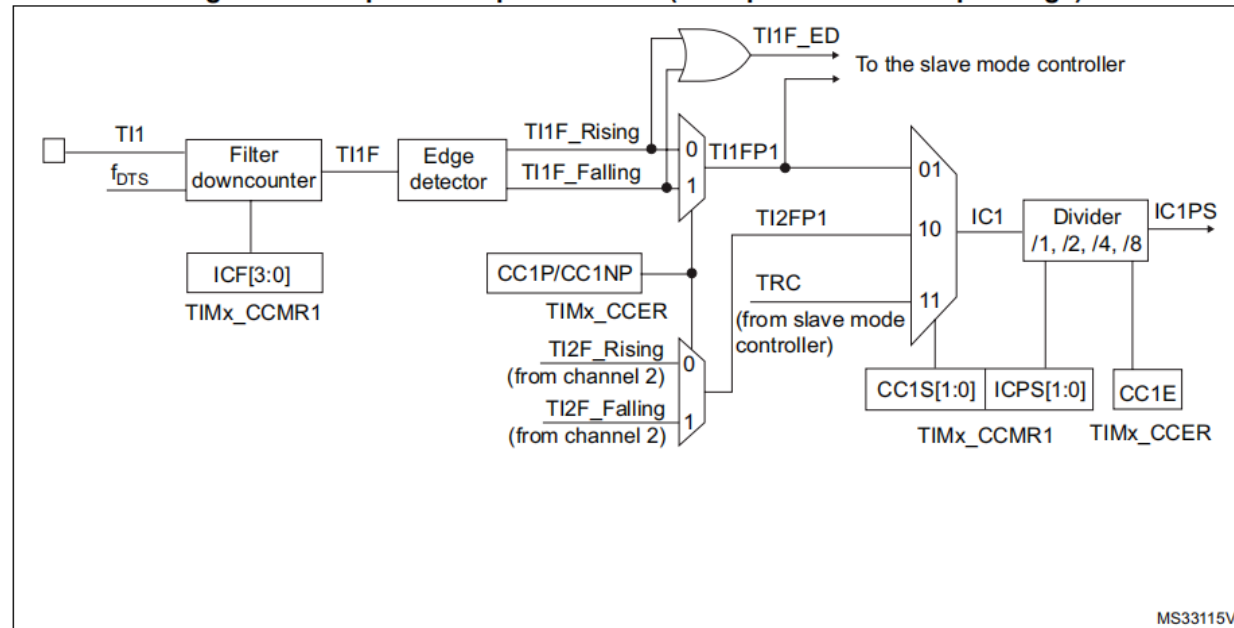 TI1F_ED
To the slave mode controller
TI1
fDTS
Filter
downcounter
TI1F
Edge
detector
TI1F_Rising
TI1F_Falling
0
1
TI1FP1
01
TI2FP1
10
TRC
(from slave mode
controller)
11
IC1
Divider
/1, /2, /4, /8
IC1PS
ICF[3:0]
TIMx_CCMR1
CC1P/CC1NP
TIMx_CCER
TI2F_Rising
(from channel 2)
0
TI2F_Falling
(from channel 2)
1
CC1S[1:0]
ICPS[1:0]
TIMx_CCMR1
CC1E
TIMx_CCER
MS33115V